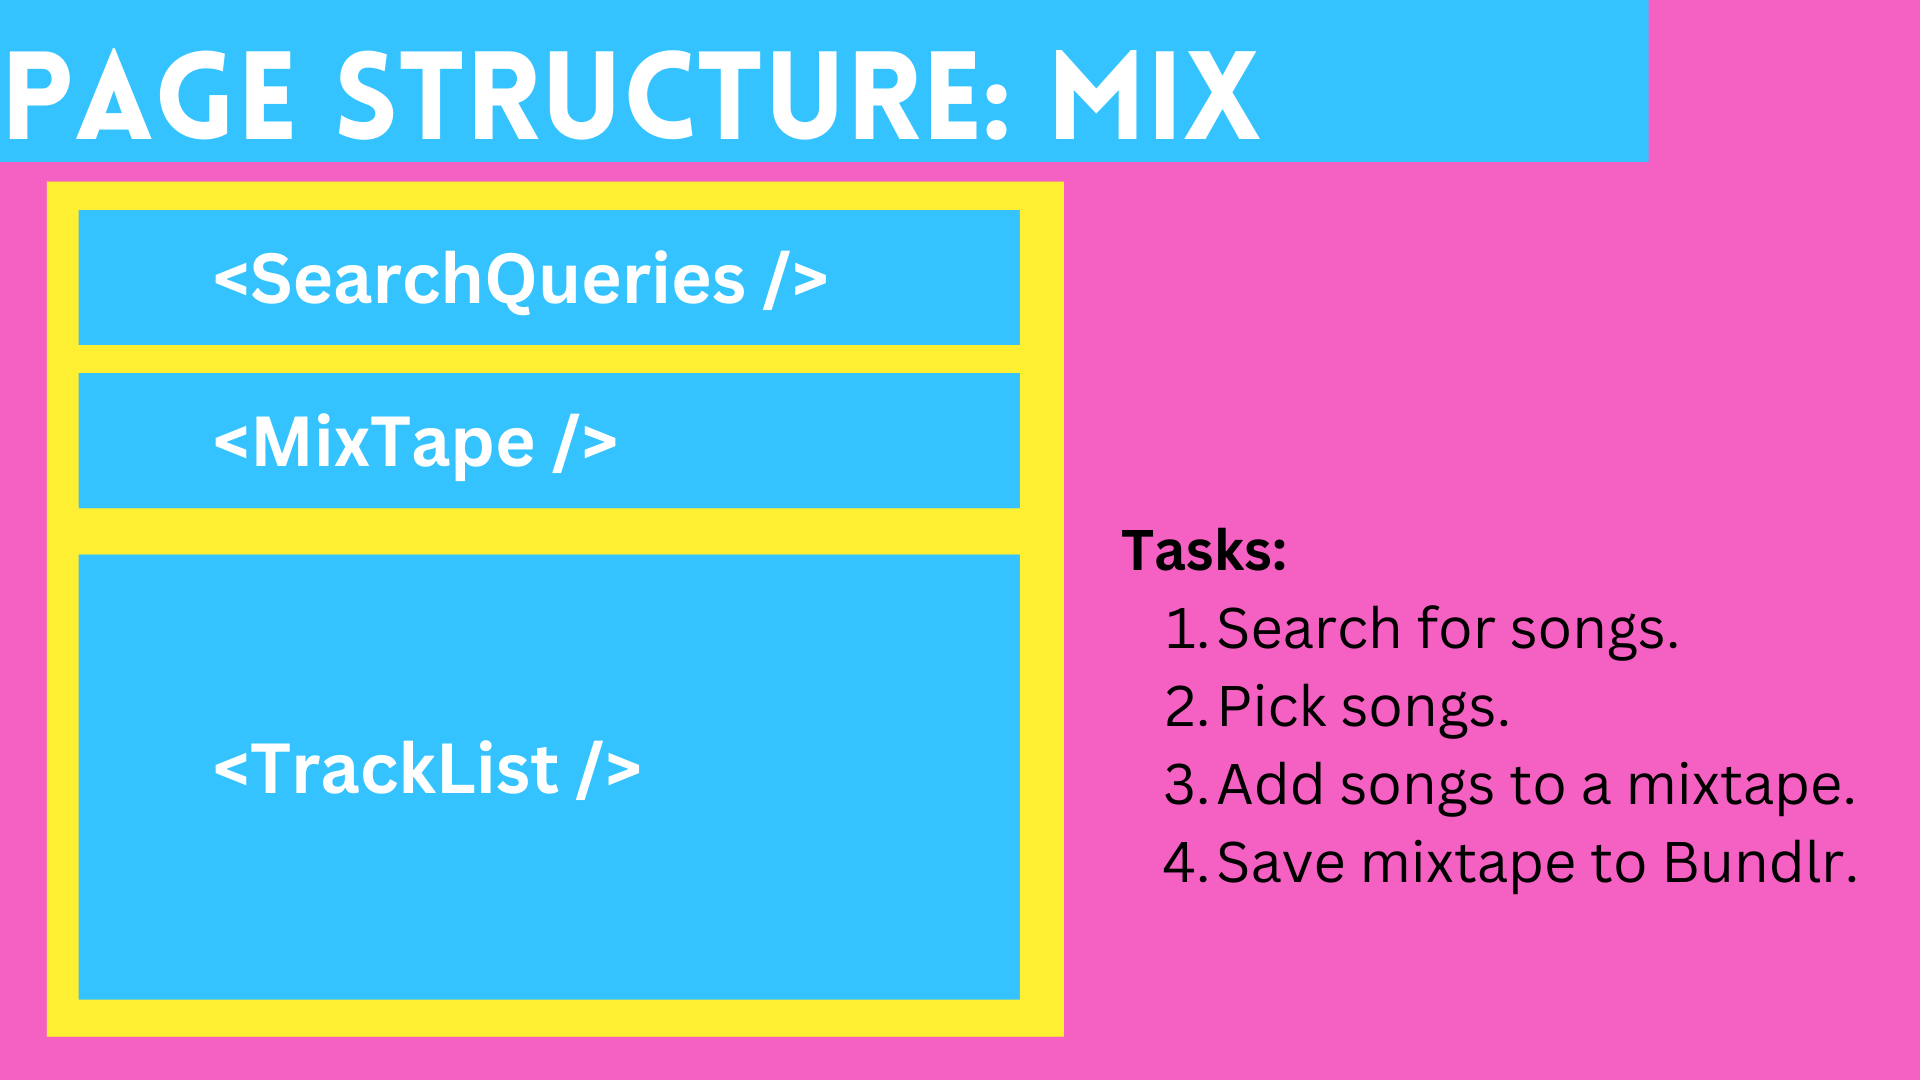 PAGE STRUCTURE: MIX
<SearchQueries />
<MixTape />
<TrackList />
Tasks:
1. Search for songs.
2. Pick songs.
3. Add songs to a mixtape.
4. Save mixtape to Bundlr.